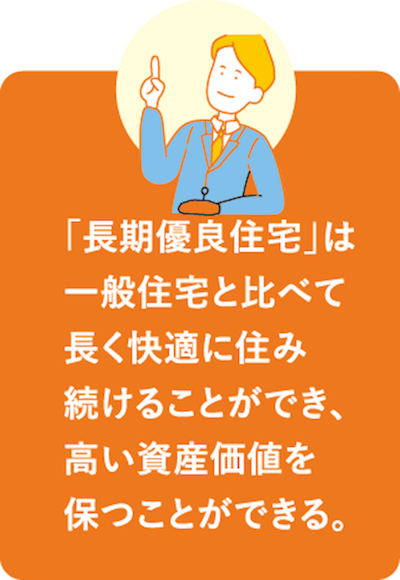 「長期優良住宅」は
一般住宅と比べて
長く快適に住み
続けることができ、
高い資産価値を
保つことができる。